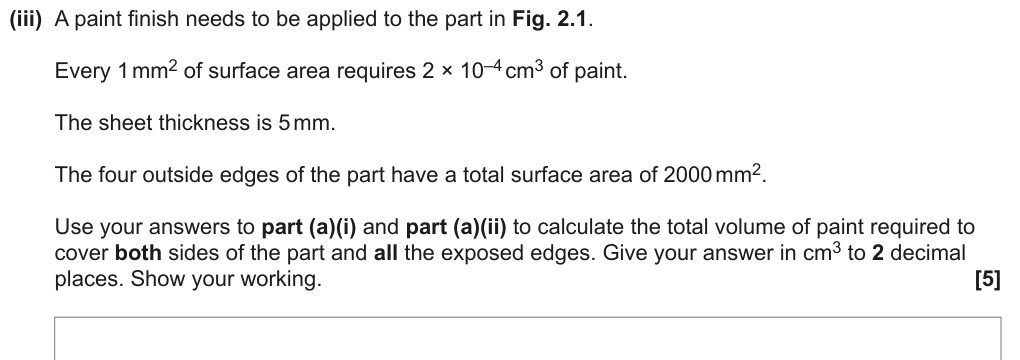 (iii) A paint finish needs to be applied to the part in Fig. 2.1.
Every 1 mm² of surface area requires 2 × 10⁻⁴ cm³ of paint.
The sheet thickness is 5 mm.
The four outside edges of the part have a total surface area of 2000 mm².
Use your answers to part (a)(i) and part (a)(ii) to calculate the total volume of paint required to
cover both sides of the part and all the exposed edges. Give your answer in cm³ to 2 decimal
places. Show your working. [5]